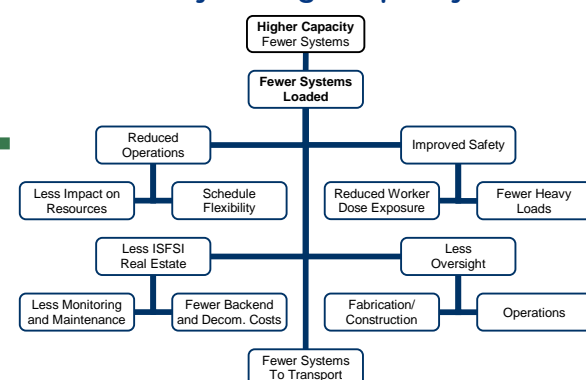 Higher Capacity
Fewer Systems
Fewer Systems
Loaded
Reduced
Operations
Improved Safety
Less Impact on
Resources
Schedule
Flexibility
Reduced Worker
Dose Exposure
Fewer Heavy
Loads
Less ISFSI
Real Estate
Less
Oversight
Less Monitoring
and Maintenance
Fewer Backend
and Decom. Costs
Fabrication/
Construction
Operations
Fewer Systems
To Transport